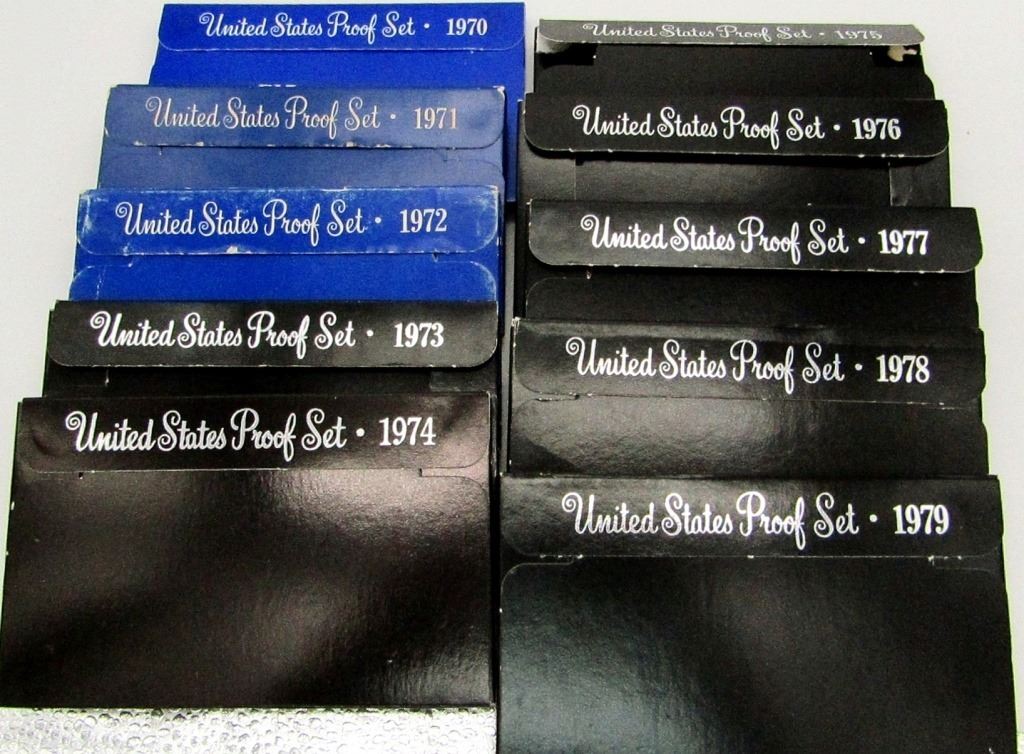 United States Proof Set · 1970
United States Proof Set · 1971
United States Proof Set · 1972
United States Proof Set · 1973
United States Proof Set · 1974
United States Proof Set · 1975
United States Proof Set · 1976
United States Proof Set · 1977
United States Proof Set · 1978
United States Proof Set · 1979